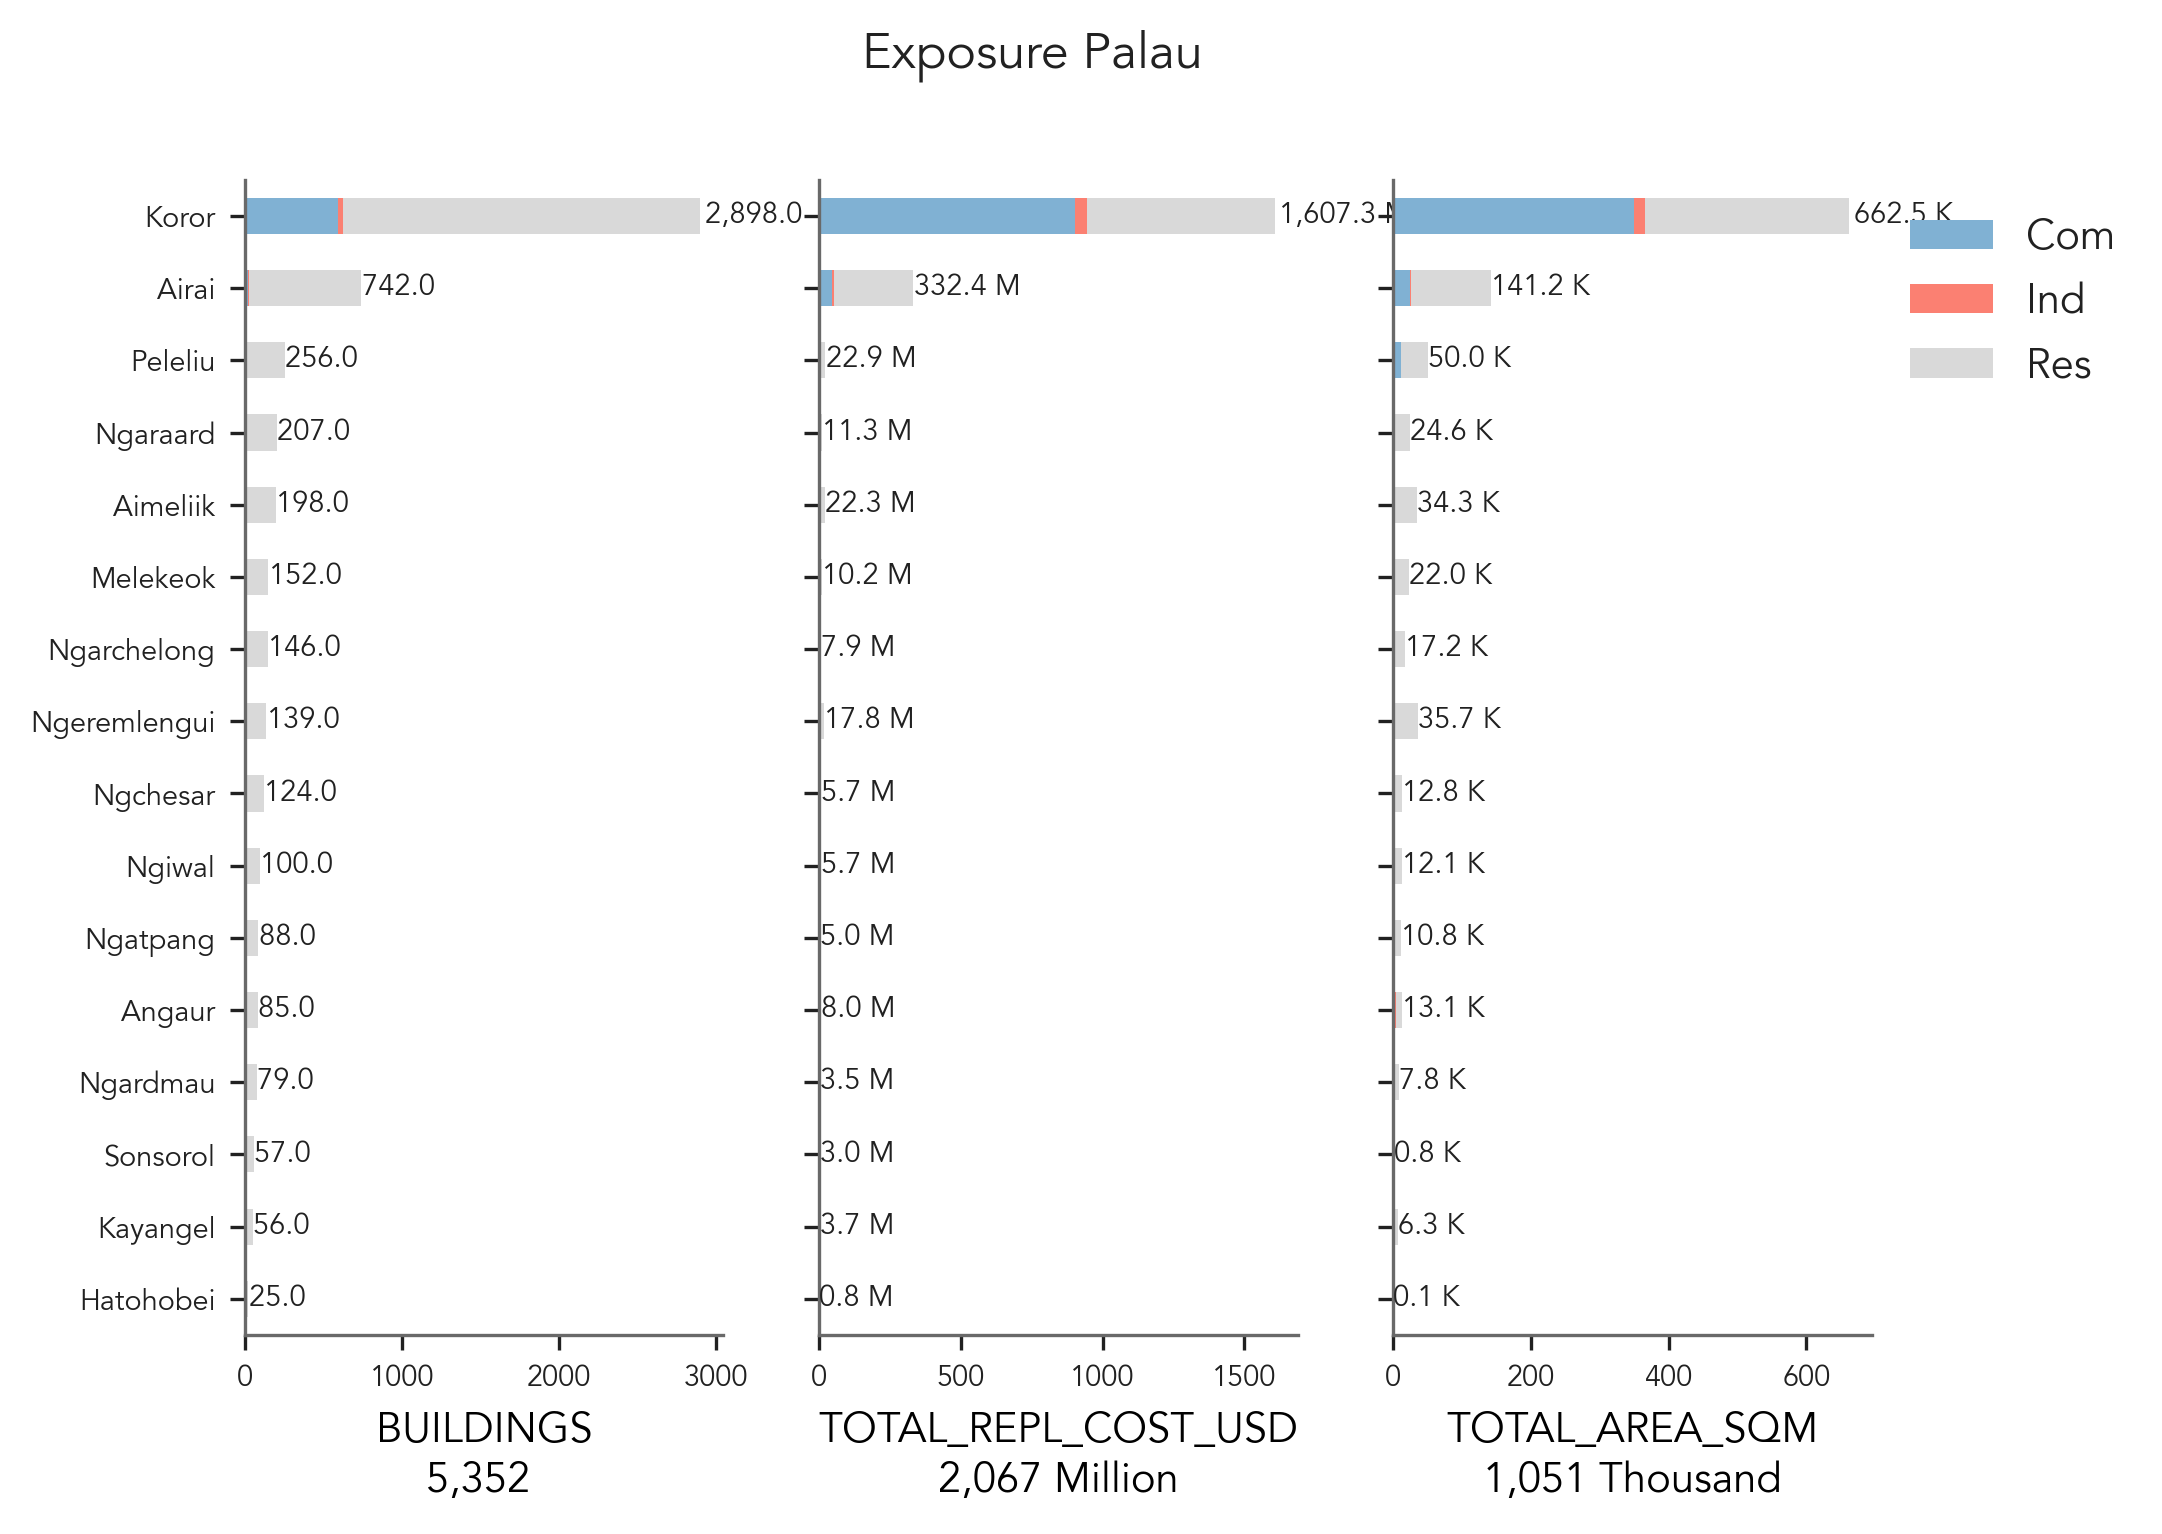 Exposure Palau
Koror 2,898.0 1,607.3 M 662.5 K
Airai 742.0 332.4 M 141.2 K
Peleliu 256.0 22.9 M 50.0 K
Ngaraard 207.0 11.3 M 24.6 K
Aimeliik 198.0 22.3 M 34.3 K
Melekeok 152.0 10.2 M 22.0 K
Ngarchelong 146.0 7.9 M 17.2 K
Ngeremlengui 139.0 17.8 M 35.7 K
Ngchesar 124.0 5.7 M 12.8 K
Ngiwal 100.0 5.7 M 12.1 K
Ngatpang 88.0 5.0 M 10.8 K
Angaur 85.0 8.0 M 13.1 K
Ngardmau 79.0 3.5 M 7.8 K
Sonsorol 57.0 3.0 M 0.8 K
Kayangel 56.0 3.7 M 6.3 K
Hatohobei 25.0 0.8 M 0.1 K
0 1000 2000 3000
BUILDINGS
5,352
0 500 1000 1500
TOTAL_REPL_COST_USD
2,067 Million
0 200 400 600
TOTAL_AREA_SQM
1,051 Thousand
Com
Ind
Res